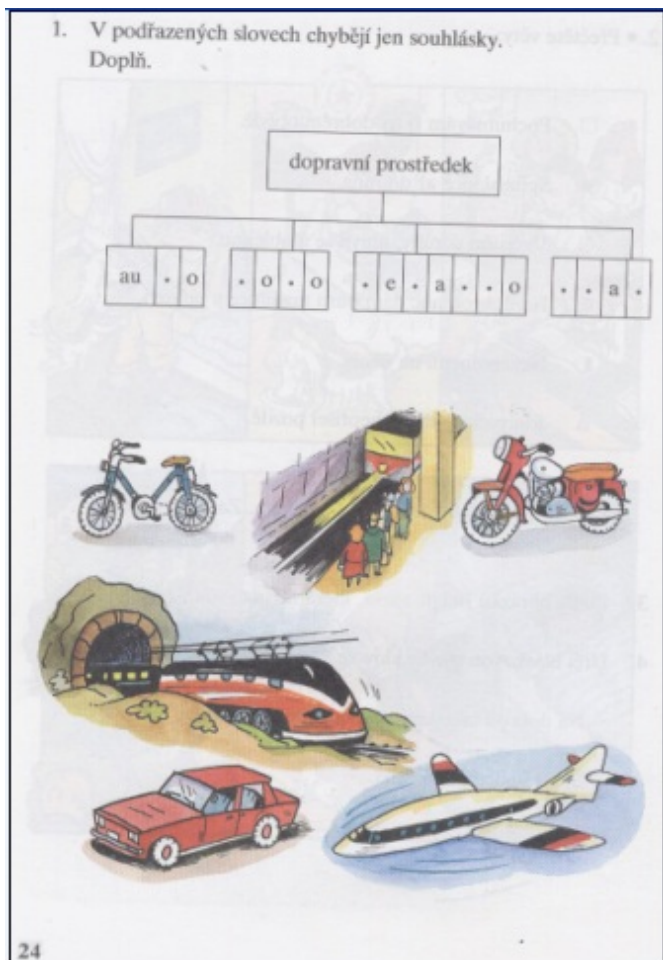 1. V podřazených slovech chybějí jen souhlásky.
Doplň.
dopravní prostředek
au • o • o • o • e • a • • o • • a •
24